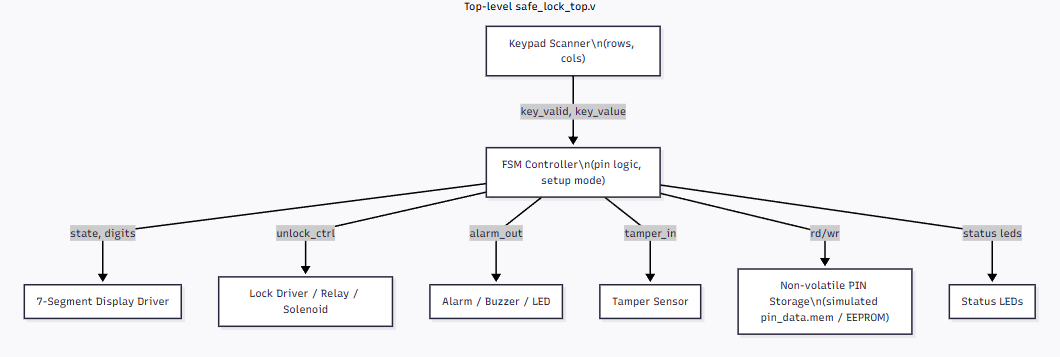 Top-level safe_lock_top.v
Keypad Scanner\n(rows,
cols)
key_valid, key_value
FSM Controller\n(pin logic,
setup mode)
state, digits
unlock_ctrl
alarm_out
tamper_in
rd/wr
status leds
7-Segment Display Driver
Lock Driver / Relay /
Solenoid
Alarm / Buzzer / LED
Tamper Sensor
Non-volatile PIN
Storage\n(simulated
pin_data.mem / EEPROM)
Status LEDs